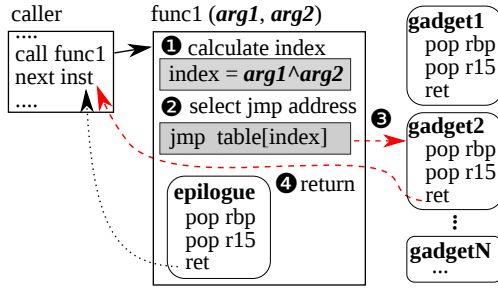 caller
....
call func1
next inst
....
func1 (arg1, arg2)
❶ calculate index
index = arg1^arg2
❷ select jmp address
jmp table[index]
❸
❹ return
epilogue
pop rbp
pop r15
ret
gadget1
pop rbp
pop r15
ret
gadget2
pop rbp
pop r15
ret
...
gadgetN
...